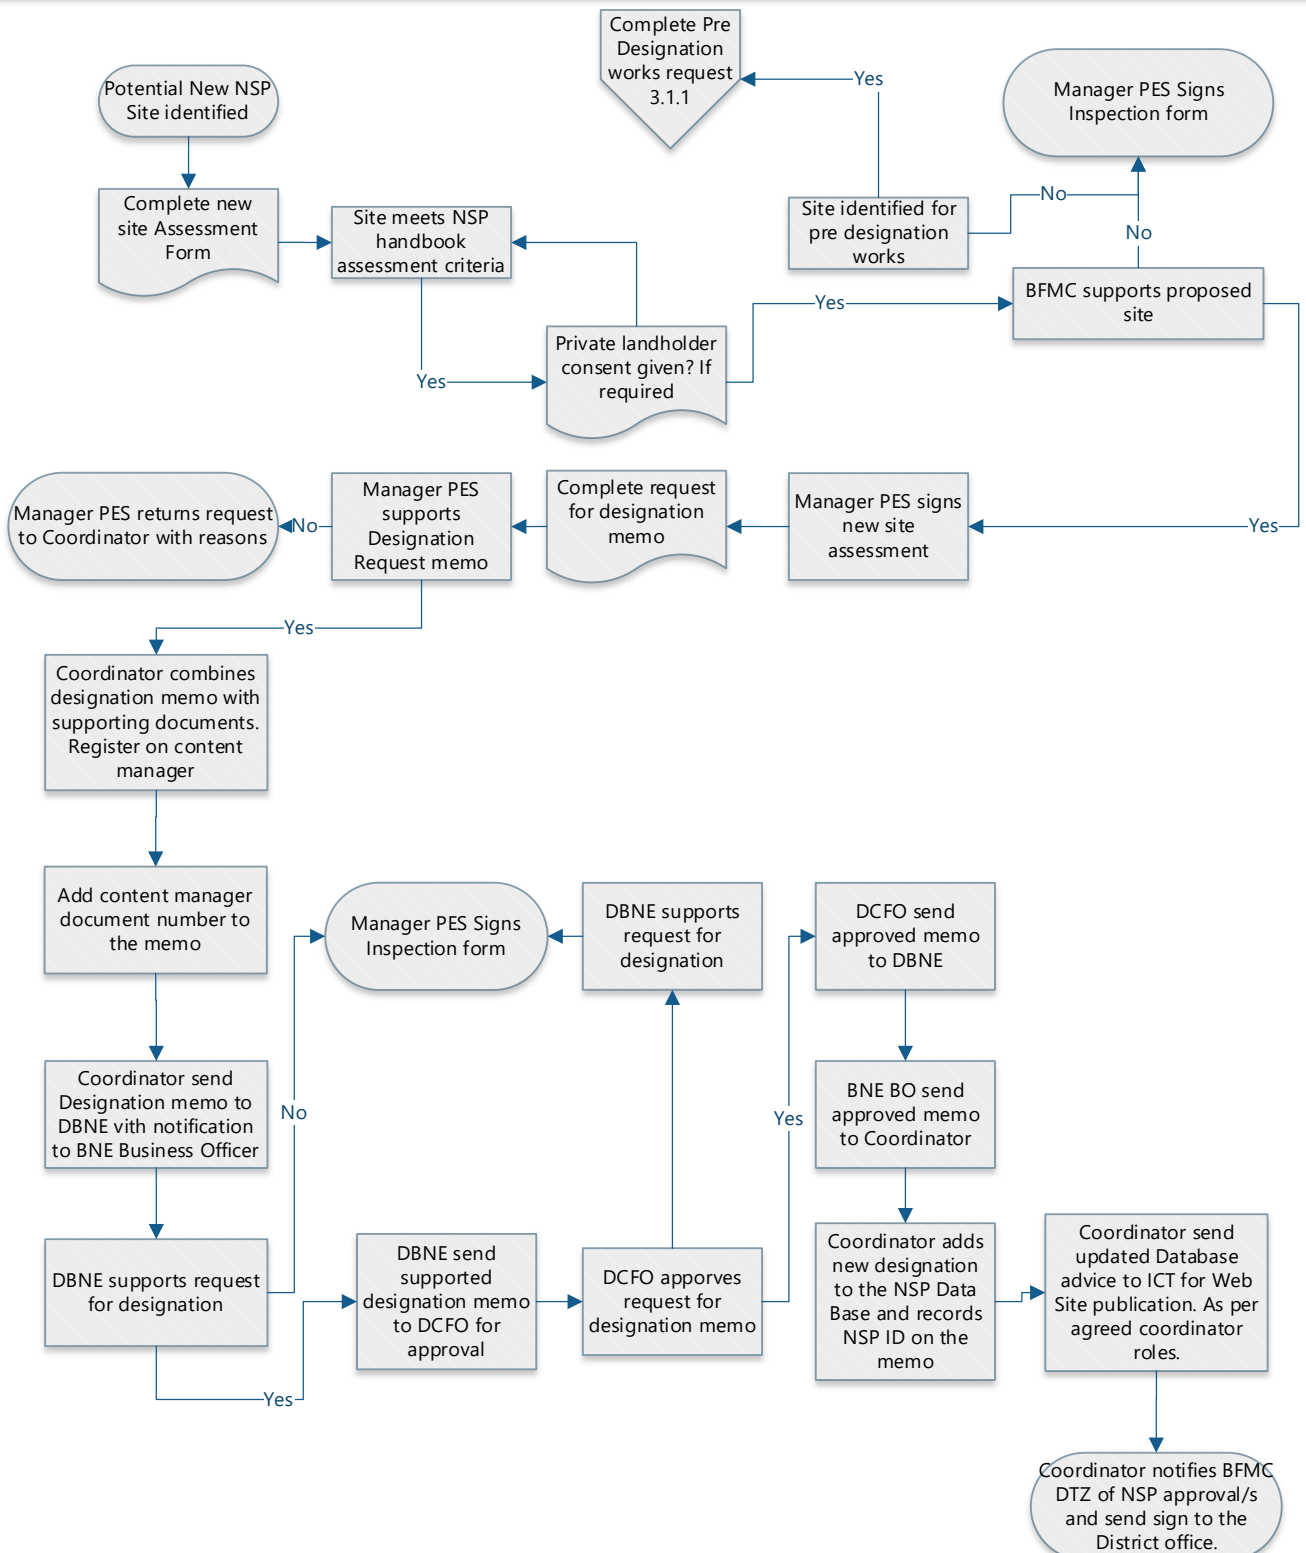 Complete Pre
Designation
works request
3.1.1
Yes
Manager PES Signs
Inspection form
Potential New NSP
Site identified
Complete new
site Assessment
Form
Site meets NSP
handbook
assessment criteria
Site identified for
pre designation
works
No
No
BFMC supports proposed
site
Yes
Private landholder
consent given? If
required
Yes
Manager PES returns request
to Coordinator with reasons
No
Manager PES
supports
Designation
Request memo
Complete request
for designation
memo
Manager PES signs
new site
assessment
Yes
Yes
Coordinator combines
designation memo with
supporting documents.
Register on content
manager
Add content manager
document number to
the memo
Manager PES Signs
Inspection form
DBNE supports
request for
designation
DCFO send
approved memo
to DBNE
Coordinator send
Designation memo to
DBNE vith notification
to BNE Business Officer
No
Yes
BNE BO send
approved memo
to Coordinator
DBNE supports request
for designation
Yes
DBNE send
supported
designation memo
to DCFO for
approval
DCFO apporves
request for
designation memo
Coordinator adds
new designation
to the NSP Data
Base and records
NSP ID on the
memo
Coordinator send
updated Database
advice to ICT for Web
Site publication. As per
agreed coordinator
roles.
Coordinator notifies BFMC
DTZ of NSP approval/s
and send sign to the
District office.